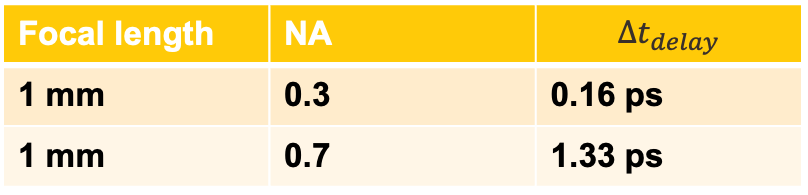 Focal length NA Δt_delay
1 mm 0.3 0.16 ps
1 mm 0.7 1.33 ps